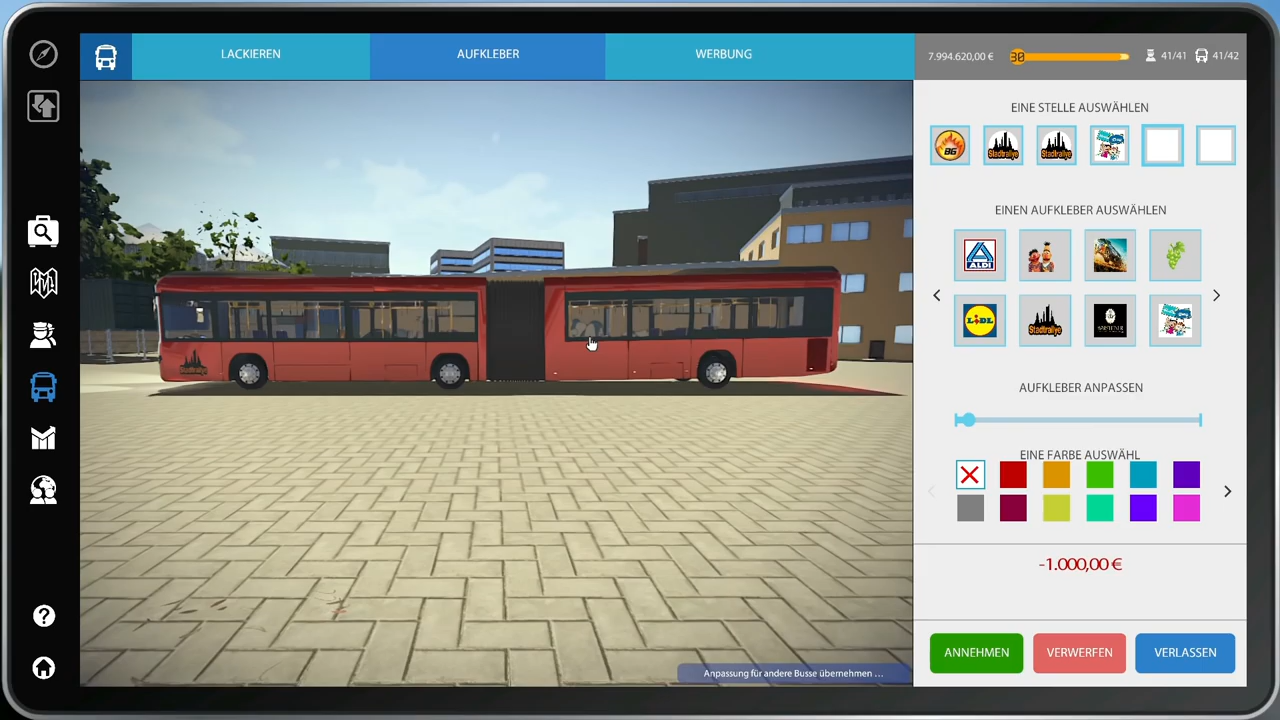 LACKIEREN
AUFKLEBER
WERBUNG
7.994.620,00 €
30
41/41
41/42
EINE STELLE AUSWÄHLEN
BG
Stadtrallye
Stadtrallye
EINEN AUFKLEBER AUSWÄHLEN
ALDI
LiDL
Stadtrallye
AUFKLEBER ANPASSEN
EINE FARBE AUSWÄHL
-1.000,00 €
ANNEHMEN
VERWERFEN
VERLASSEN
Anpassung für andere Busse übernehmen ...